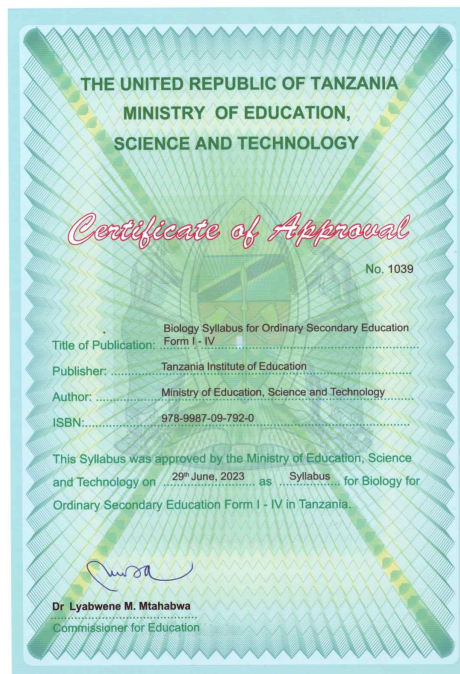 THE UNITED REPUBLIC OF TANZANIA
MINISTRY OF EDUCATION,
SCIENCE AND TECHNOLOGY
Certificate of Approval
No. 1039
Biology Syllabus for Ordinary Secondary Education
Title of Publication: Form I - IV
Publisher: Tanzania Institute of Education
Author: Ministry of Education, Science and Technology
ISBN: 978-9987-09-792-0
This Syllabus was approved by the Ministry of Education, Science
and Technology on 29th June, 2023 as Syllabus for Biology for
Ordinary Secondary Education Form I - IV in Tanzania.
Dr Lyabwene M. Mtahabwa
Commissioner for Education